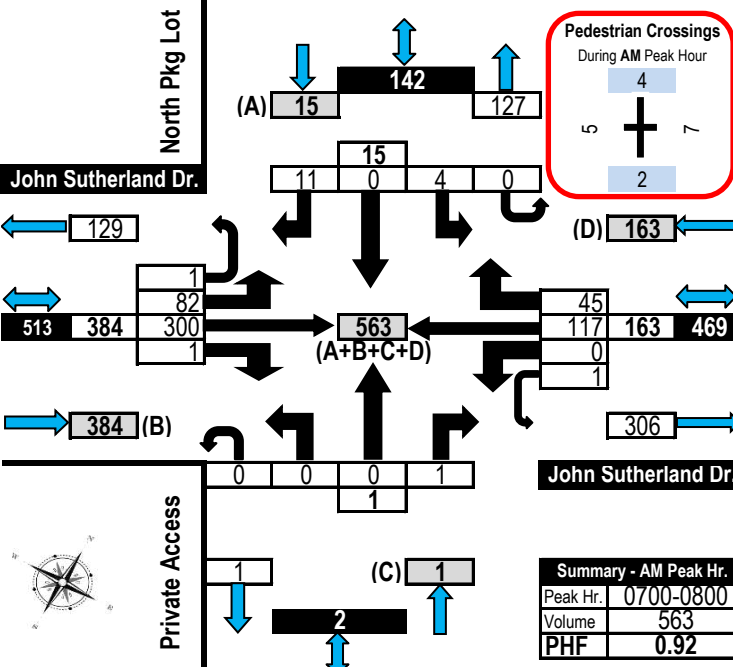 North Pkg Lot
142
(A) 15
127
Pedestrian Crossings
During AM Peak Hour
4
5
7
2
15
John Sutherland Dr.
11 0 4 0
129
(D) 163
1
82
45
513 384 300
563
117 163 469
(A+B+C+D)
1
0
1
384 (B)
306
0 0 0 1
John Sutherland Dr.
1
Private Access
N
W
E
S
1
(C) 1
2
Summary - AM Peak Hr.
Peak Hr. 0700-0800
Volume 563
PHF 0.92